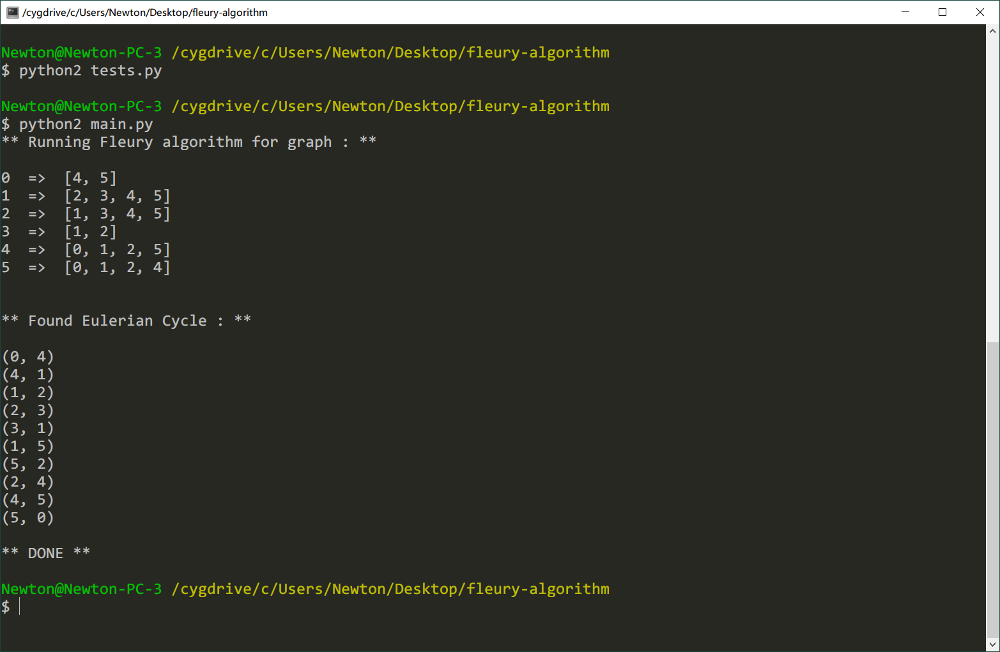 /cygdrive/c/Users/Newton/Desktop/fleury-algorithm
Newton@Newton-PC-3 /cygdrive/c/Users/Newton/Desktop/fleury-algorithm
$ python2 tests.py
Newton@Newton-PC-3 /cygdrive/c/Users/Newton/Desktop/fleury-algorithm
$ python2 main.py
** Running Fleury algorithm for graph : **
0  =>  [4, 5]
1  =>  [2, 3, 4, 5]
2  =>  [1, 3, 4, 5]
3  =>  [1, 2]
4  =>  [0, 1, 2, 5]
5  =>  [0, 1, 2, 4]
** Found Eulerian Cycle : **
(0, 4)
(4, 1)
(1, 2)
(2, 3)
(3, 1)
(1, 5)
(5, 2)
(2, 4)
(4, 5)
(5, 0)
** DONE **
Newton@Newton-PC-3 /cygdrive/c/Users/Newton/Desktop/fleury-algorithm
$